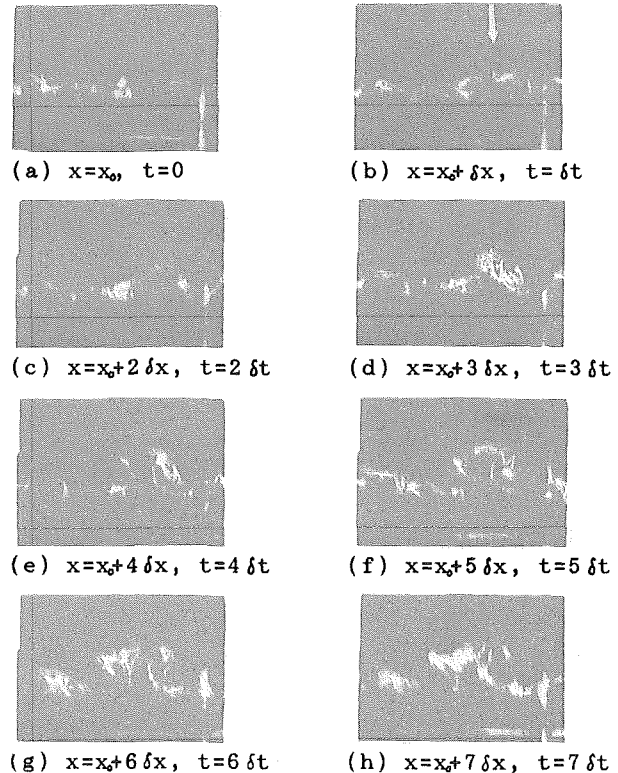 (a) x=x₀, t=0
(b) x=x₀+δx, t=δt
(c) x=x₀+2δx, t=2δt
(d) x=x₀+3δx, t=3δt
(e) x=x₀+4δx, t=4δt
(f) x=x₀+5δx, t=5δt
(g) x=x₀+6δx, t=6δt
(h) x=x₀+7δx, t=7δt